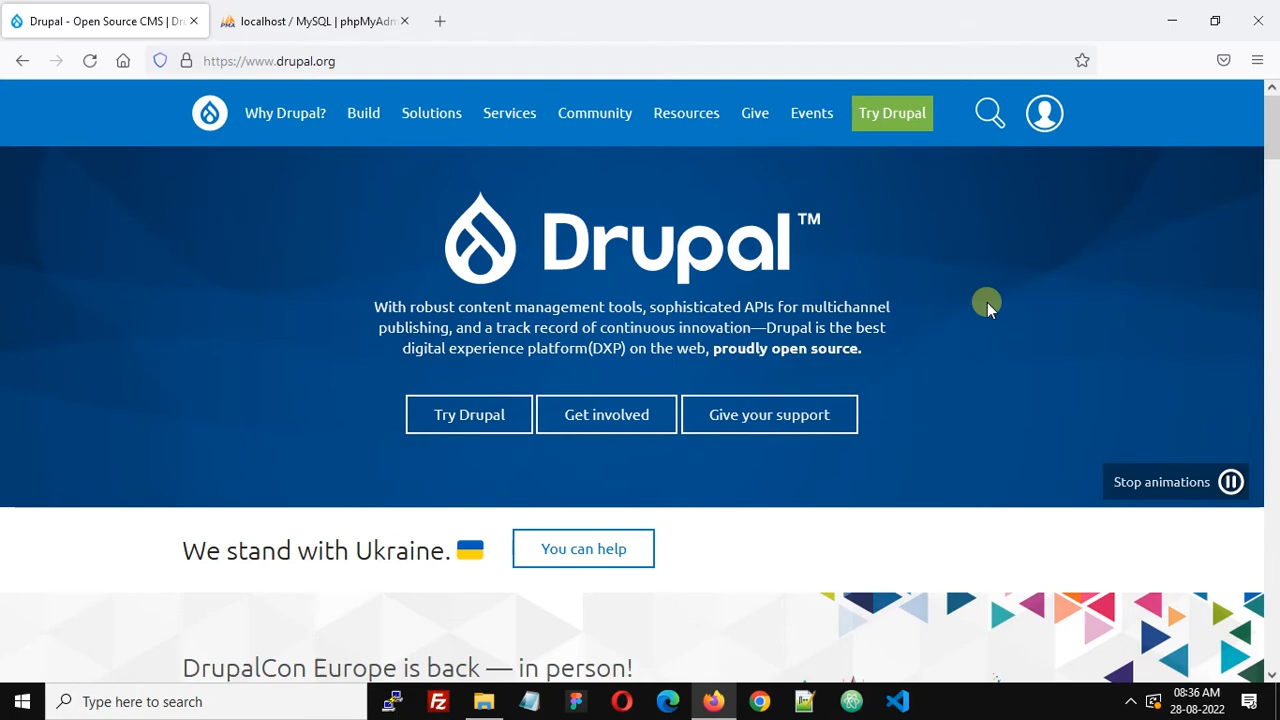 Drupal - Open Source CMS | Dru
localhost / MySQL | phpMyAdm
https://www.drupal.org
Why Drupal?
Build
Solutions
Services
Community
Resources
Give
Events
Try Drupal
Drupal™
With robust content management tools, sophisticated APIs for multichannel
publishing, and a track record of continuous innovation—Drupal is the best
digital experience platform(DXP) on the web, proudly open source.
Try Drupal
Get involved
Give your support
Stop animations
We stand with Ukraine.
You can help
DrupalCon Europe is back — in person!
Type here to search
08:36 AM
28-08-2022